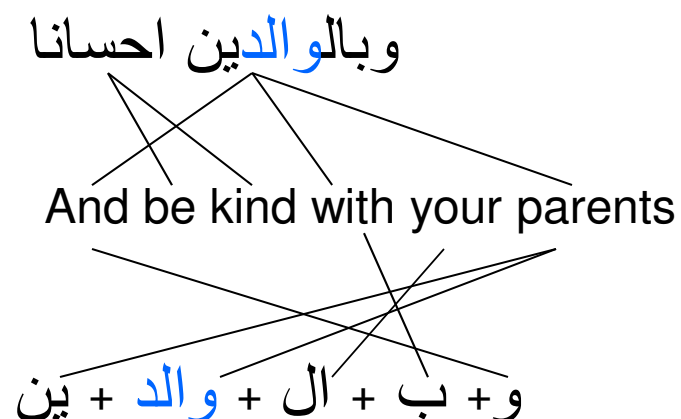 وبالوالدين احسانا
And be kind with your parents
و+ ب + ال + والد + ين